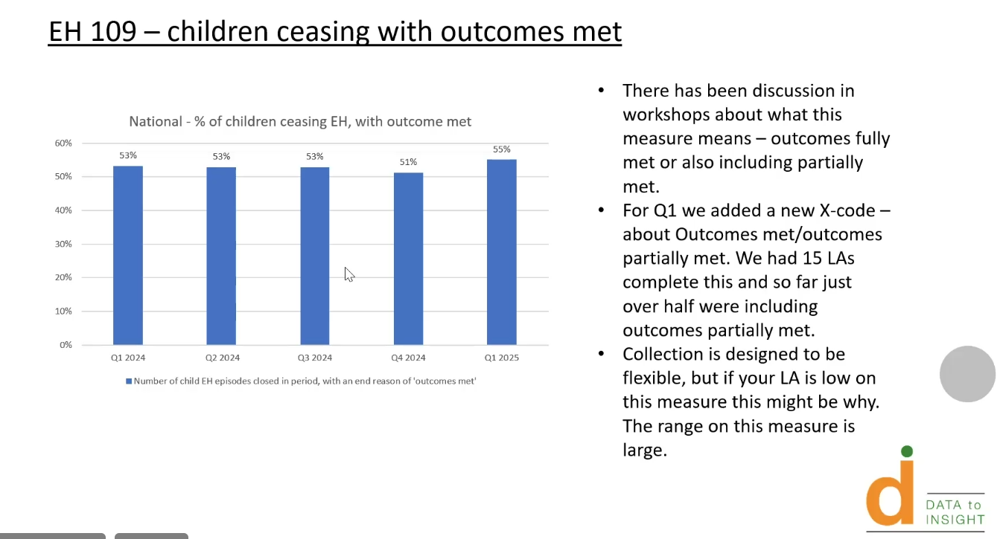 EH 109 – children ceasing with outcomes met
National - % of children ceasing EH, with outcome met
60%
50%
40%
30%
20%
10%
0%
53%
53%
53%
51%
55%
Q1 2024
Q2 2024
Q3 2024
Q4 2024
Q1 2025
Number of child EH episodes closed in period, with an end reason of 'outcomes met'
• There has been discussion in
workshops about what this
measure means – outcomes fully
met or also including partially
met.
• For Q1 we added a new X-code –
about Outcomes met/outcomes
partially met. We had 15 LAs
complete this and so far just
over half were including
outcomes partially met.
• Collection is designed to be
flexible, but if your LA is low on
this measure this might be why.
The range on this measure is
large.
di
DATA to
INSIGHT